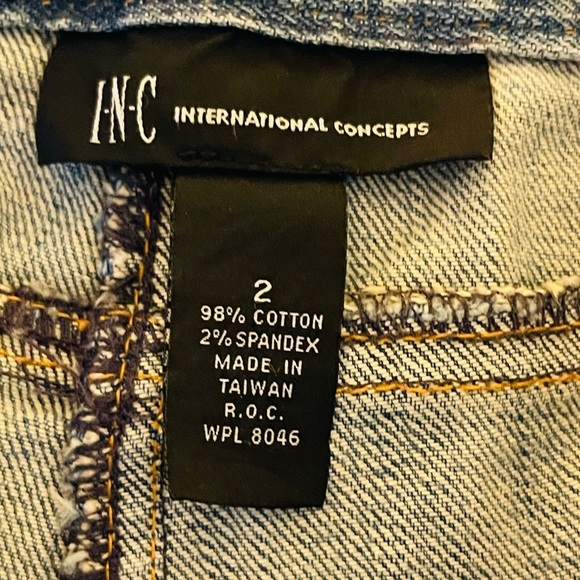 I·N·C INTERNATIONAL CONCEPTS
2
98% COTTON
2% SPANDEX
MADE IN
TAIWAN
R.O.C.
WPL 8046